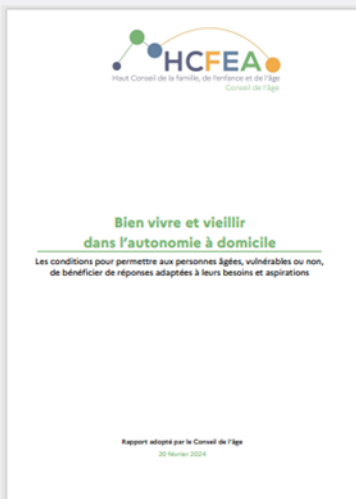 HCFEA
Haut Conseil de la famille, de l'enfance et de l'âge
Conseil de l'âge
Bien vivre et vieillir
dans l'autonomie à domicile
Les conditions pour permettre aux personnes âgées, vulnérables ou non,
de bénéficier de réponses adaptées à leurs besoins et aspirations
Rapport adopté par le Conseil de l'âge
20 février 2024